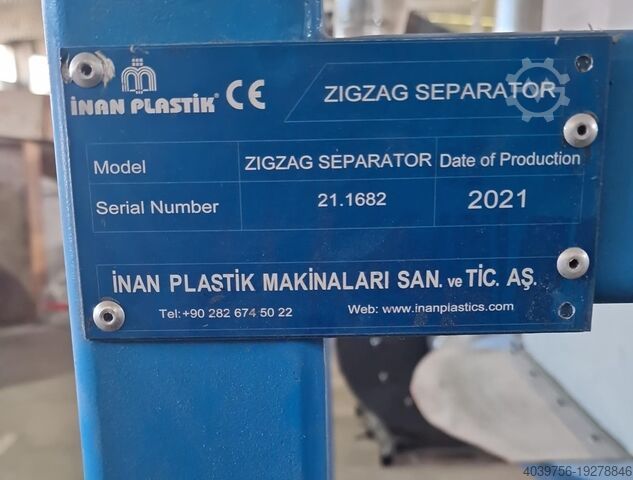 İNAN PLASTİK® CE
ZIGZAG SEPARATOR
Model ZIGZAG SEPARATOR Date of Production
Serial Number 21.1682 2021
İNAN PLASTİK MAKİNALARI SAN. ve TİC. AŞ.
Tel:+90 282 674 50 22 Web: www.inanplastics.com
4039756-19278846